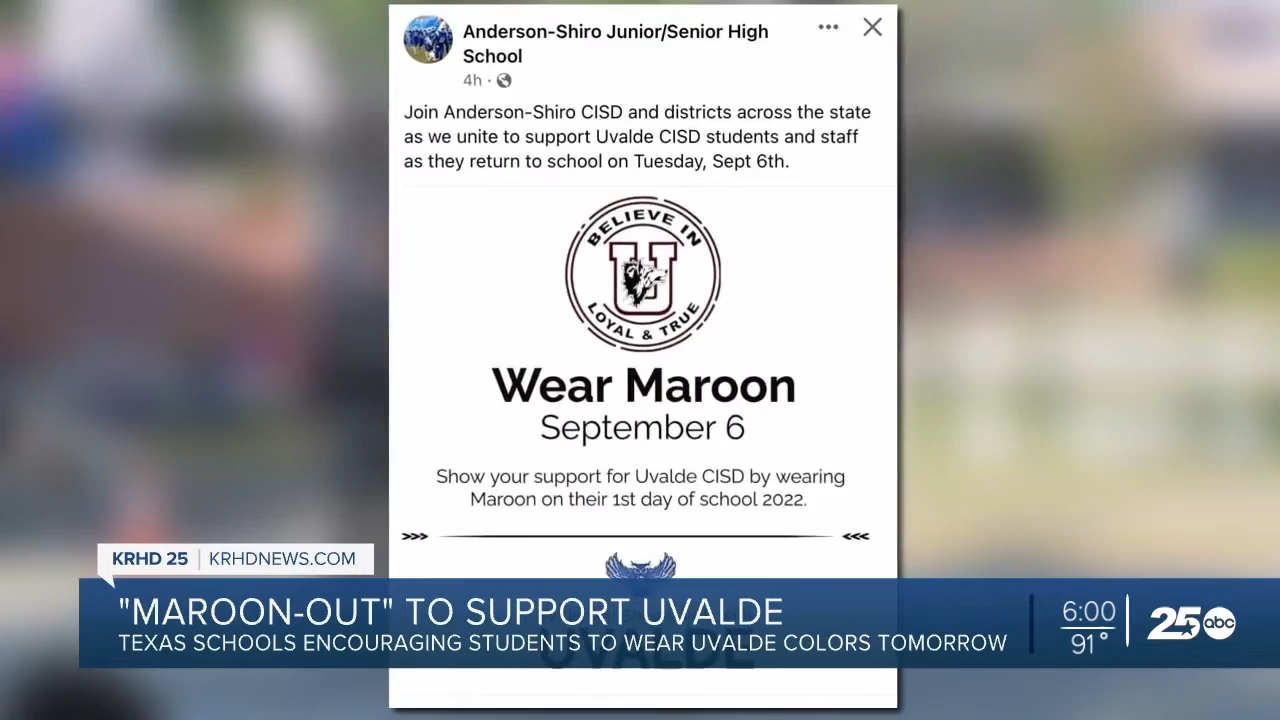 Anderson-Shiro Junior/Senior High
School
4h ·
Join Anderson-Shiro CISD and districts across the state
as we unite to support Uvalde CISD students and staff
as they return to school on Tuesday, Sept 6th.
BELIEVE IN
U
LOYAL & TRUE
Wear Maroon
September 6
Show your support for Uvalde CISD by wearing
Maroon on their 1st day of school 2022.
KRHD 25 | KRHDNEWS.COM
"MAROON-OUT" TO SUPPORT UVALDE
TEXAS SCHOOLS ENCOURAGING STUDENTS TO WEAR UVALDE COLORS TOMORROW
UVALDE
6:00
91°
25 abc